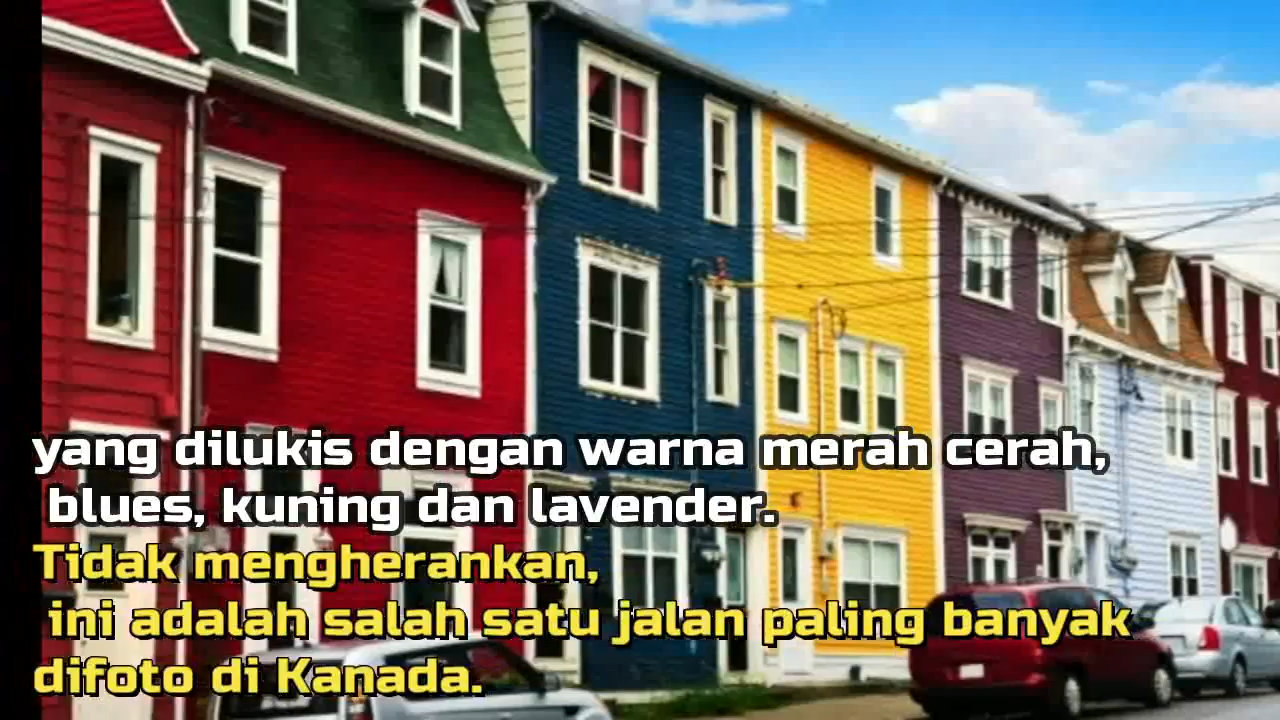 yang dilukis dengan warna merah cerah,
blues, kuning dan lavender.
Tidak mengherankan,
ini adalah salah satu jalan paling banyak
difoto di Kanada.